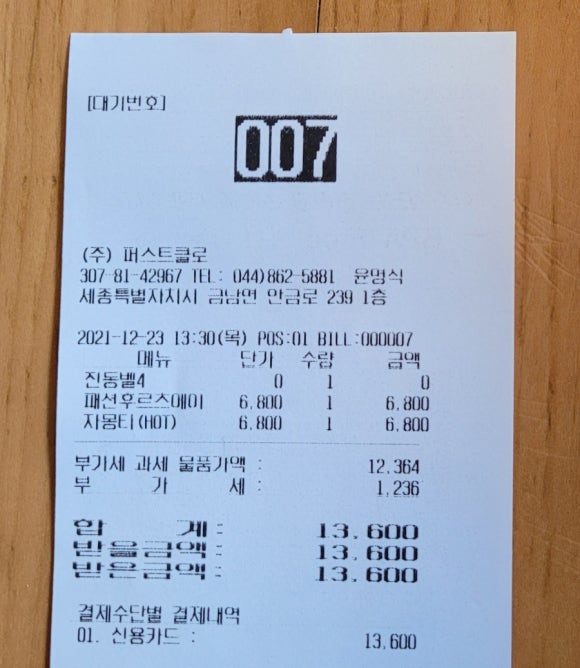 [대기번호]
007
(주) 퍼스트클로
307-81-42967 TEL: 044)862-5881 윤명식
세종특별자치시 금남면 안금로 239 1층
2021-12-23 13:30(목) POS:01 BILL:000007
메뉴 단가 수량 금액
진동벨4 0 1 0
패션후르츠에이 6,800 1 6,800
자몽티(HOT) 6,800 1 6,800
부가세 과세 물품가액 : 12,364
부 가 세 : 1,236
합 계 : 13,600
받을금액 : 13,600
받은금액 : 13,600
결제수단별 결제내역
01. 신용카드 : 13,600